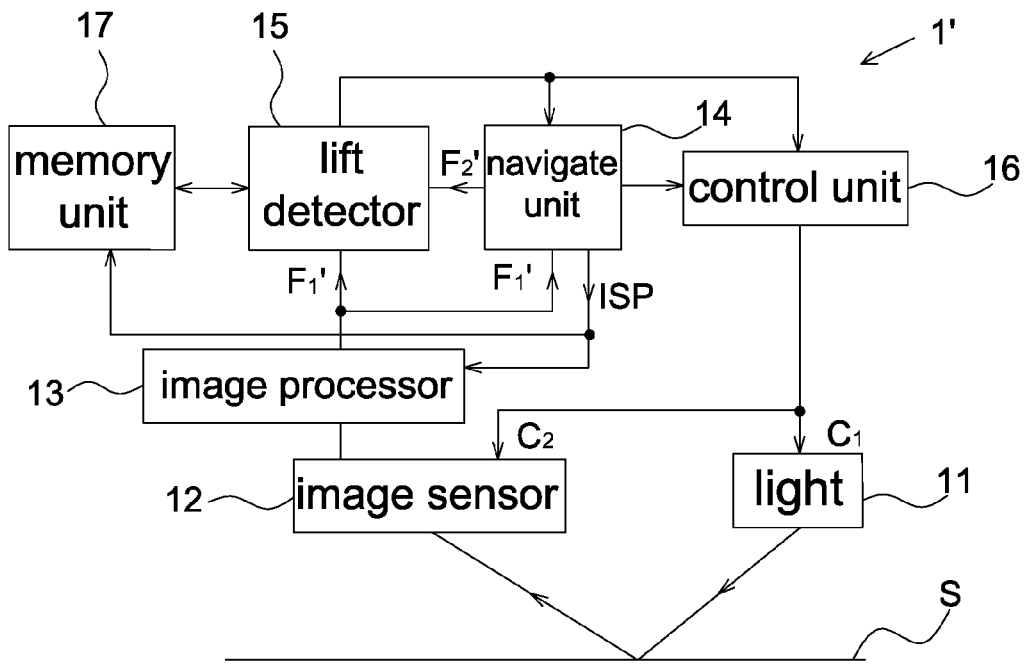 17
15
1'
14
memory
unit
lift
detector
F2'
navigate
unit
control unit
16
F1'
F1'
ISP
13
image processor
C2
C1
12
image sensor
light
11
S